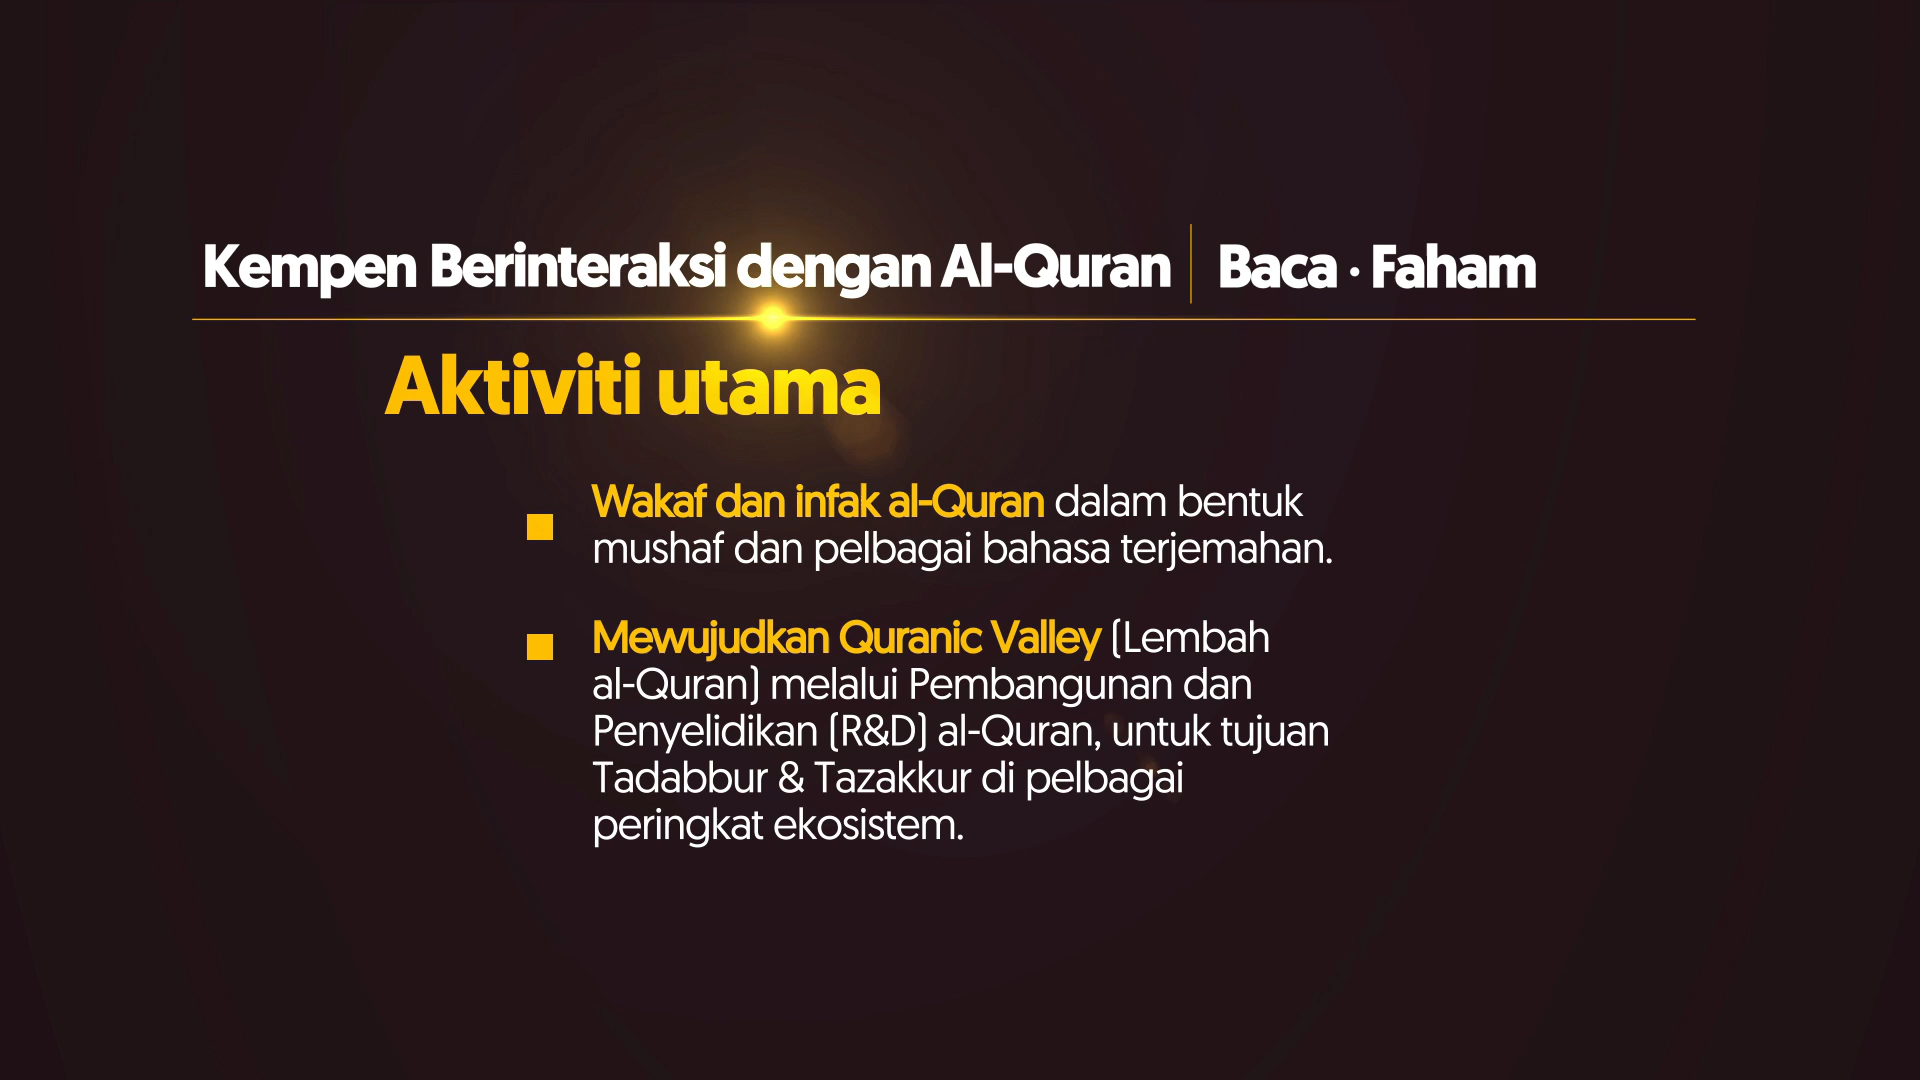 Kempen Berinteraksi dengan Al-Quran Baca · Faham
Aktiviti utama
Wakaf dan infak al-Quran dalam bentuk
mushaf dan pelbagai bahasa terjemahan.
Mewujudkan Quranic Valley (Lembah
al-Quran) melalui Pembangunan dan
Penyelidikan (R&D) al-Quran, untuk tujuan
Tadabbur & Tazakkur di pelbagai
peringkat ekosistem.